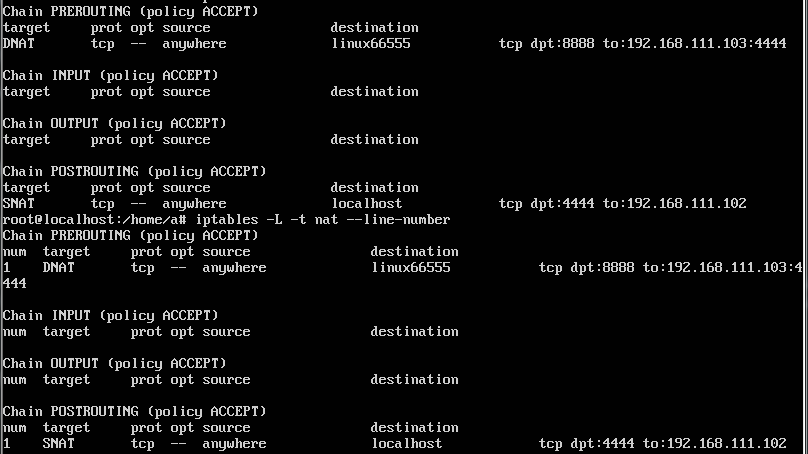 Chain PREROUTING (policy ACCEPT)
target     prot opt source               destination
DNAT       tcp  --  anywhere             linux66555           tcp dpt:8888 to:192.168.111.103:4444
Chain INPUT (policy ACCEPT)
target     prot opt source               destination
Chain OUTPUT (policy ACCEPT)
target     prot opt source               destination
Chain POSTROUTING (policy ACCEPT)
target     prot opt source               destination
SNAT       tcp  --  anywhere             localhost            tcp dpt:4444 to:192.168.111.102
root@localhost:/home/a# iptables -L -t nat --line-number
Chain PREROUTING (policy ACCEPT)
num  target     prot opt source               destination
1    DNAT       tcp  --  anywhere             linux66555           tcp dpt:8888 to:192.168.111.103:4
444
Chain INPUT (policy ACCEPT)
num  target     prot opt source               destination
Chain OUTPUT (policy ACCEPT)
num  target     prot opt source               destination
Chain POSTROUTING (policy ACCEPT)
num  target     prot opt source               destination
1    SNAT       tcp  --  anywhere             localhost            tcp dpt:4444 to:192.168.111.102